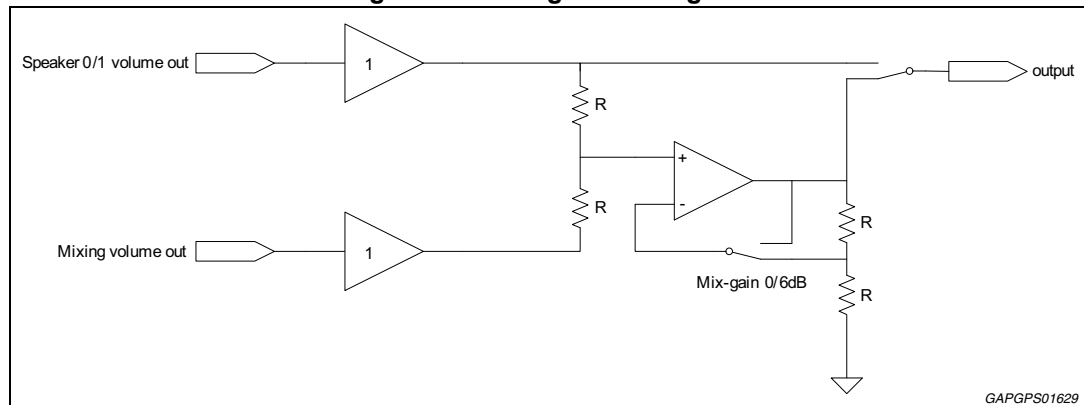 Speaker 0/1 volume out
1
output
R
+
R
-
R
Mixing volume out
1
Mix-gain 0/6dB
R
GAPGPS01629